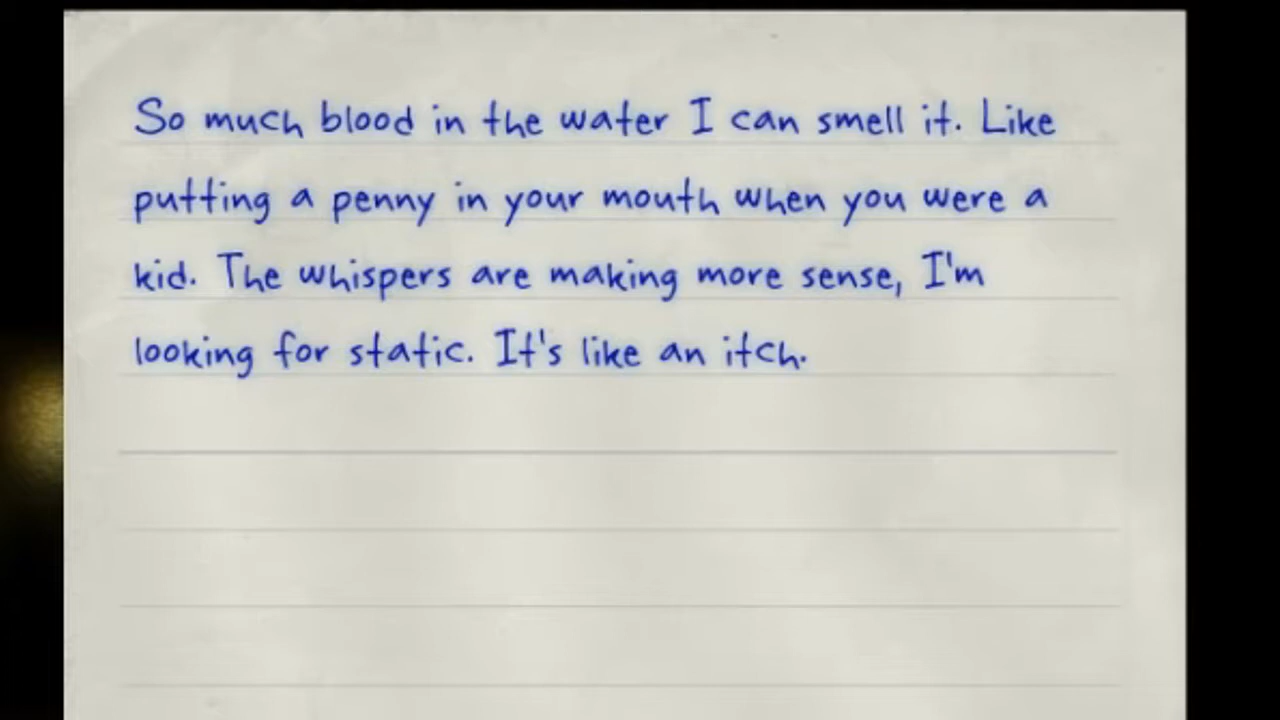 So much blood in the water I can smell it. Like
putting a penny in your mouth when you were a
kid. The whispers are making more sense, I'm
looking for static. It's like an itch.